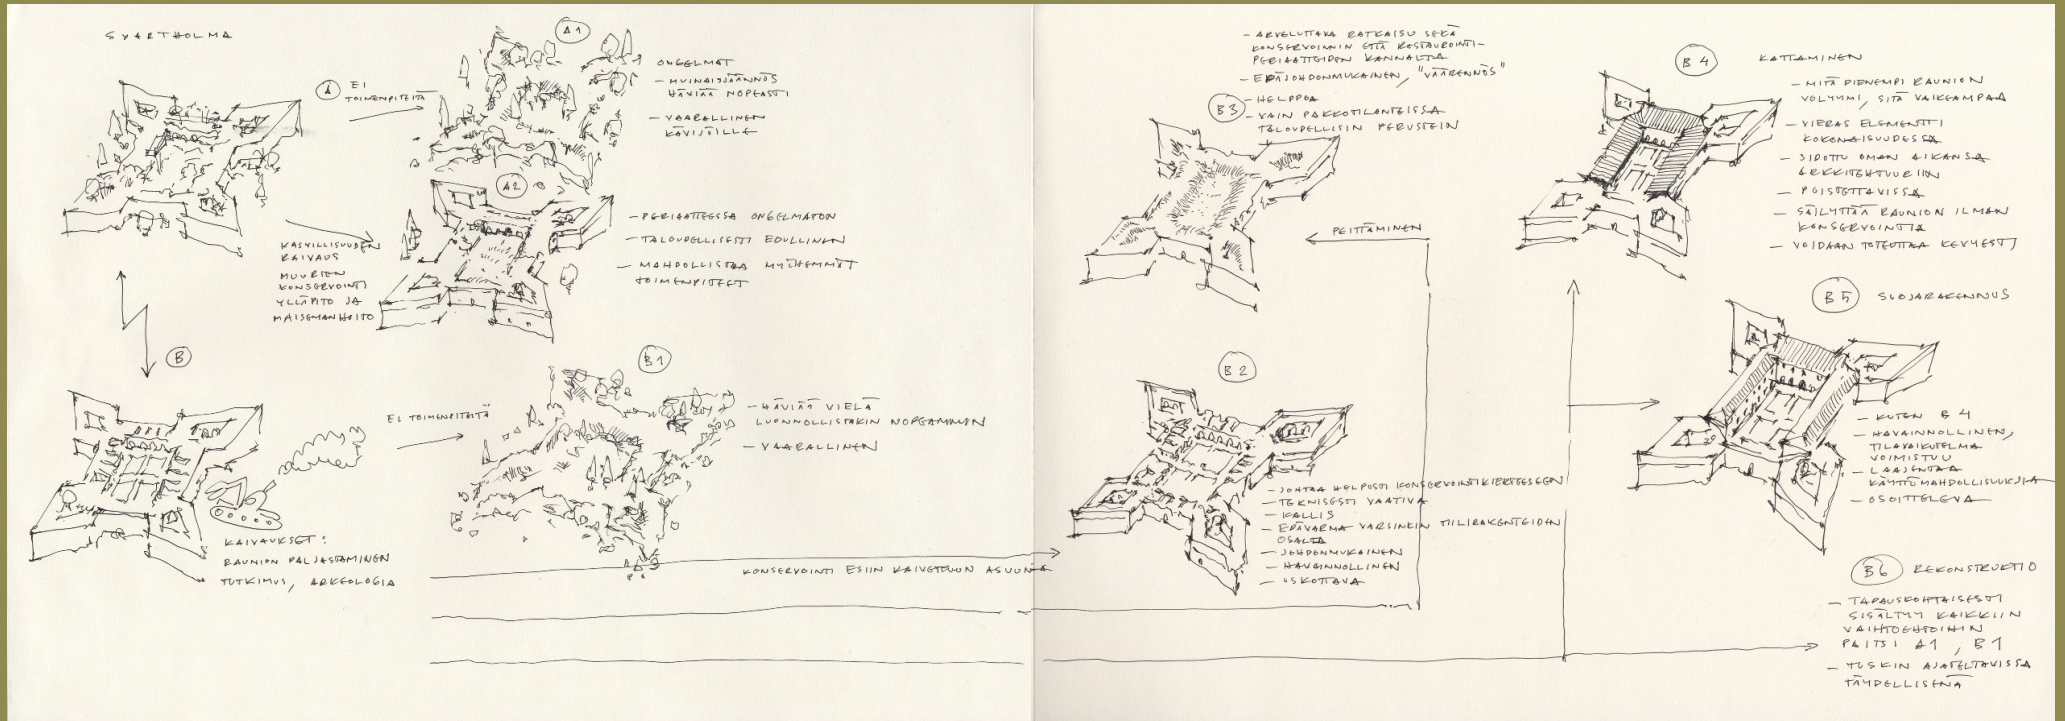 SVARTHOLMA
A
EI
TOIMENPITEITÄ
A1
ONGELMAT
– MUINAISJÄÄNNÖS
HÄVIÄÄ NOPEASTI
– VAARALLINEN
KÄVIJÖILLE
KASVILLISUUDEN
RAIVAUS
MUURIEN
KONSERVOINTI
YLLÄPITO JA
MAISEMANHOITO
A2
– PERIAATTEESSA ONGELMATON
– TALOUDELLISESTI EDULLINEN
– MAHDOLLISTAA MYÖHEMMÄT
TOIMENPITEET
B
KAIVAUKSET:
RAUNION PALJASTAMINEN
TUTKIMUS, ARKEOLOGIA
EI TOIMENPITEITÄ
B1
– HÄVIÄÄ VIELÄ
LUONNOLLISTAKIN NOPEAMMIN
– VAARALLINEN
KONSERVOINTI ESIIN KAIVETTUUN ASUUNSA
– ARVELUTTAVA RATKAISU SEKÄ
KONSERVOINNIN ETTÄ RESTAUROINTI-
PERIAATTEIDEN KANNALTA
– EPÄJOHDONMUKAINEN, "VÄÄRENNÖS"
– HELPPOA
B3
– VAIN PAKKOTILANTEISSA
TALOUDELLISIN PERUSTEIN
PEITTÄMINEN
B2
– JOHTAA HELPOSTI KONSERVOINTIKIERTEESEEN
– TEKNISESTI VAATIVA
– KALLIS
– EPÄVARMA VARSINKIN TIILIRAKENTEIDEN
OSALTA
– JOHDONMUKAINEN
– HAVAINNOLLINEN
– USKOTTAVA
B4
KATTAMINEN
– MITÄ PIENEMPI RAUNION
VOLYYMI, SITÄ VAIKEAMPAA
– VIERAS ELEMENTTI
KOKONAISUUDESSA
– SIDOTTU OMAN AIKANSA
ARKKITEHTUURIIN
– POISTETTAVISSA
– SÄILYTTÄÄ RAUNION ILMAN
KONSERVOINTIA
– VOIDAAN TOTEUTTAA KEVYESTI
B5
SUOJARAKENNUS
– KUTEN B4
– HAVAINNOLLINEN,
TILAVAIKUTELMA
VOIMISTUU
– LAAJENTAA
KÄYTTÖMAHDOLLISUUKSIA
– OSOITTELEVA
B6
REKONSTRUKTIO
– TAPAUSKOHTAISESTI
SISÄLTYY KAIKKIIN
VAIHTOEHTOIHIN
PAITSI A1, B1
– TUSKIN AJATELTAVISSA
TÄYDELLISENÄ